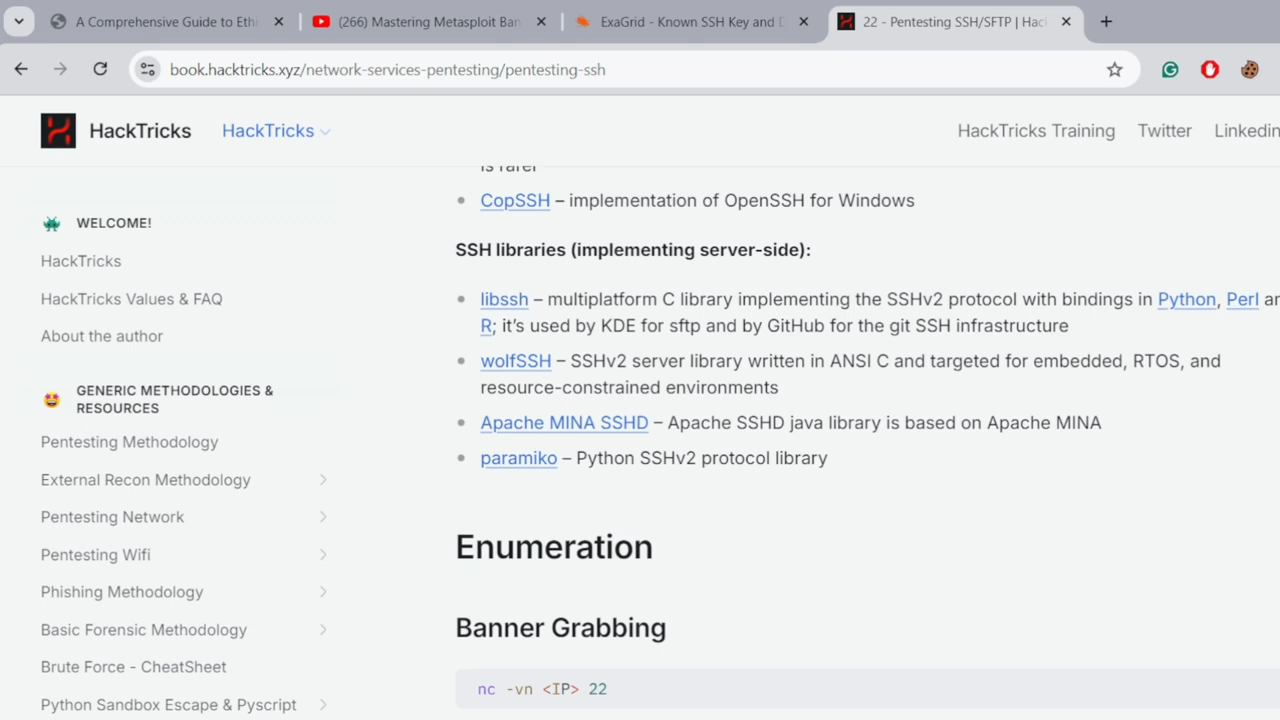 A Comprehensive Guide to Eth
(266) Mastering Metasploit Ban
ExaGrid - Known SSH Key and D
22 - Pentesting SSH/SFTP | Hac
book.hacktricks.xyz/network-services-pentesting/pentesting-ssh
HackTricks
HackTricks
HackTricks Training
Twitter
Linkedin
is rarer
CopSSH – implementation of OpenSSH for Windows
SSH libraries (implementing server-side):
libssh – multiplatform C library implementing the SSHv2 protocol with bindings in Python, Perl an
R; it’s used by KDE for sftp and by GitHub for the git SSH infrastructure
wolfSSH – SSHv2 server library written in ANSI C and targeted for embedded, RTOS, and
resource-constrained environments
Apache MINA SSHD – Apache SSHD java library is based on Apache MINA
paramiko – Python SSHv2 protocol library
Enumeration
Banner Grabbing
nc -vn <IP> 22
WELCOME!
HackTricks
HackTricks Values & FAQ
About the author
GENERIC METHODOLOGIES &
RESOURCES
Pentesting Methodology
External Recon Methodology
Pentesting Network
Pentesting Wifi
Phishing Methodology
Basic Forensic Methodology
Brute Force - CheatSheet
Python Sandbox Escape & Pyscript